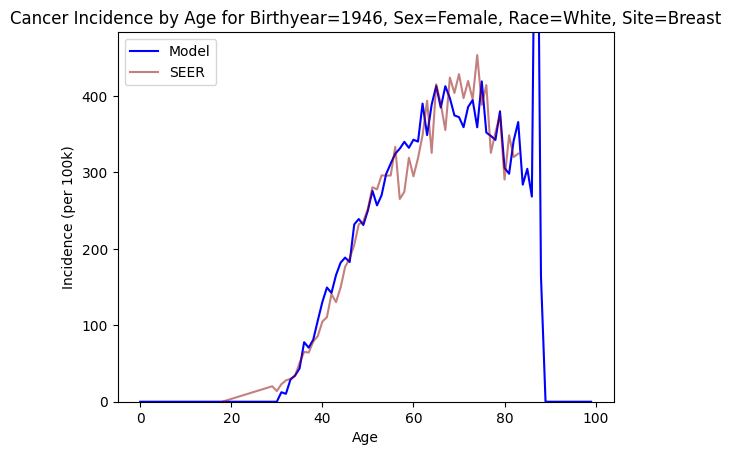 Cancer Incidence by Age for Birthyear=1946, Sex=Female, Race=White, Site=Breast
Model
SEER
400
300
200
100
0
Incidence (per 100k)
0 20 40 60 80 100
Age